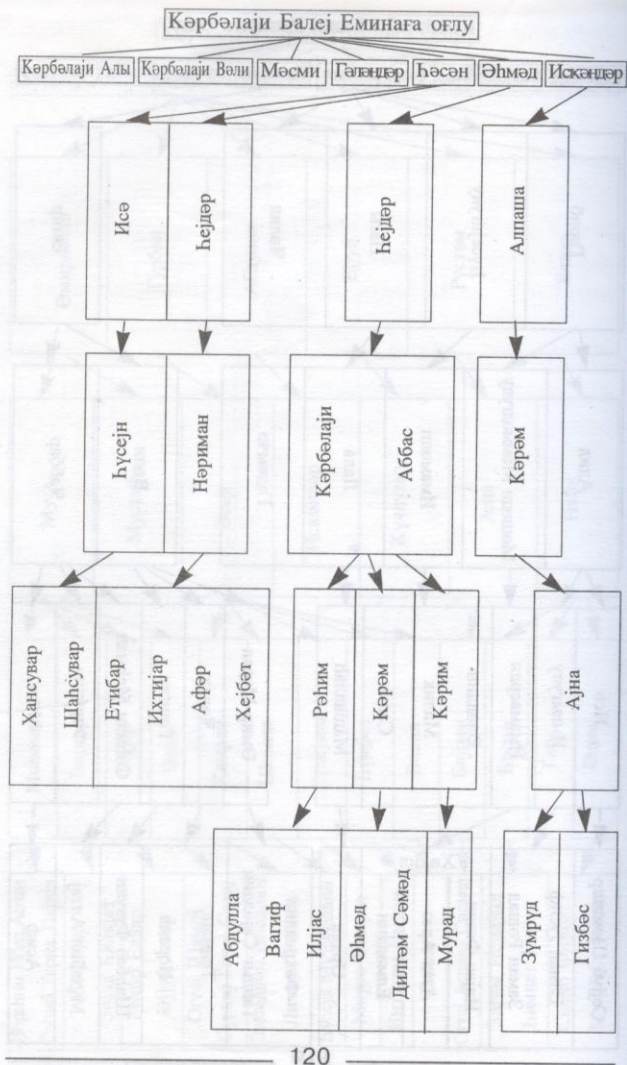 Кәрбәлаји Балеј Еминаға оғлу
Кәрбәлаји Алы
Кәрбәлаји Вәли
Мәсми
Гәләндәр
Һәсән
Әһмәд
Искәндәр
Исә
Һејдәр
Һејдәр
Алпаша
Һүсејн
Нәриман
Кәрбәлаји
Аббас
Кәрәм
Хансувар
Шаһсувар
Етибар
Ихтијар
Афәр
Хејбәт
Рәһим
Кәрәм
Кәрим
Ајна
Абдулла
Вагиф
Илјас
Әһмәд
Дилгәм Сәмәд
Мурад
Зүмрүд
Гизбәс
120